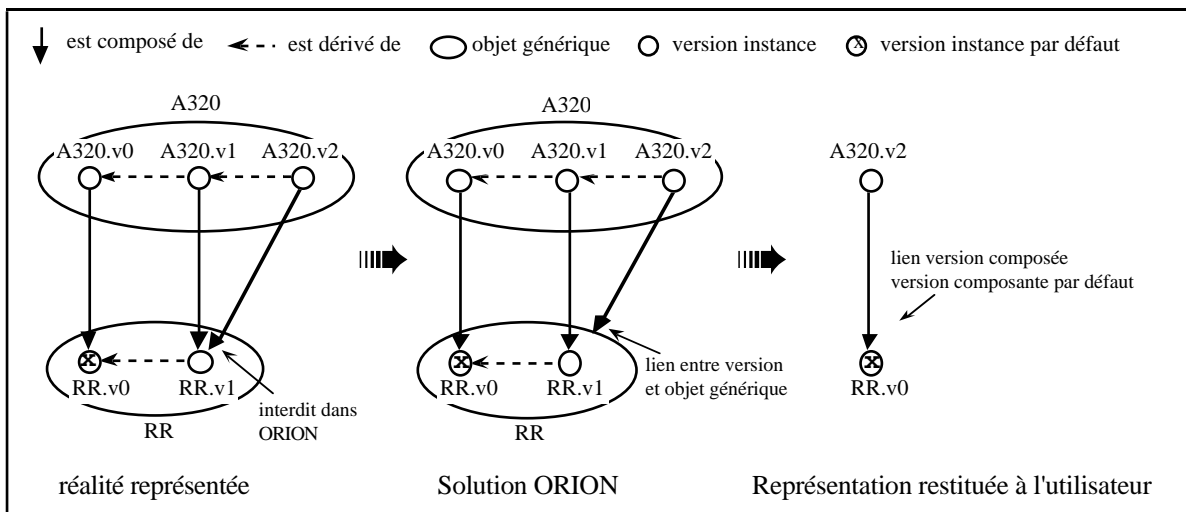 est composé de
est dérivé de
objet générique
version instance
x
version instance par défaut
A320
A320.v0 A320.v1 A320.v2
x
RR.v0 RR.v1
RR
interdit dans
ORION
réalité représentée
A320
A320.v0 A320.v1 A320.v2
x
RR.v0 RR.v1
RR
lien entre version
et objet générique
Solution ORION
A320.v2
lien version composée
version composante par défaut
x
RR.v0
Représentation restituée à l'utilisateur